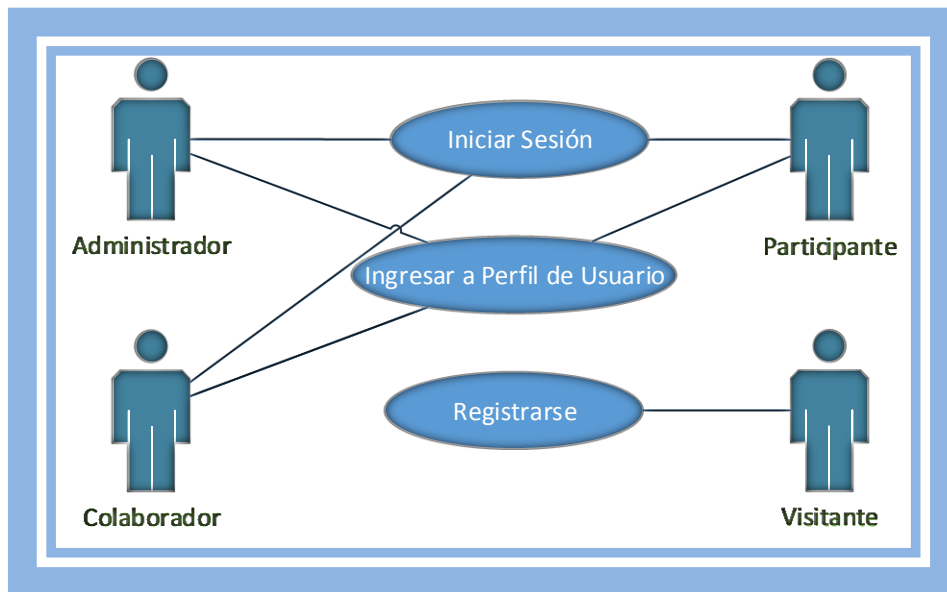 Iniciar Sesión
Administrador
Participante
Ingresar a Perfil de Usuario
Registrarse
Colaborador
Visitante